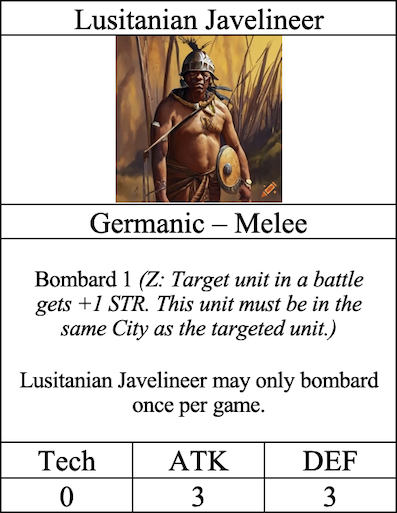 Lusitanian Javelineer
Germanic – Melee
Bombard 1 (Z: Target unit in a battle
gets +1 STR. This unit must be in the
same City as the targeted unit.)
Lusitanian Javelineer may only bombard
once per game.
Tech ATK DEF
0 3 3